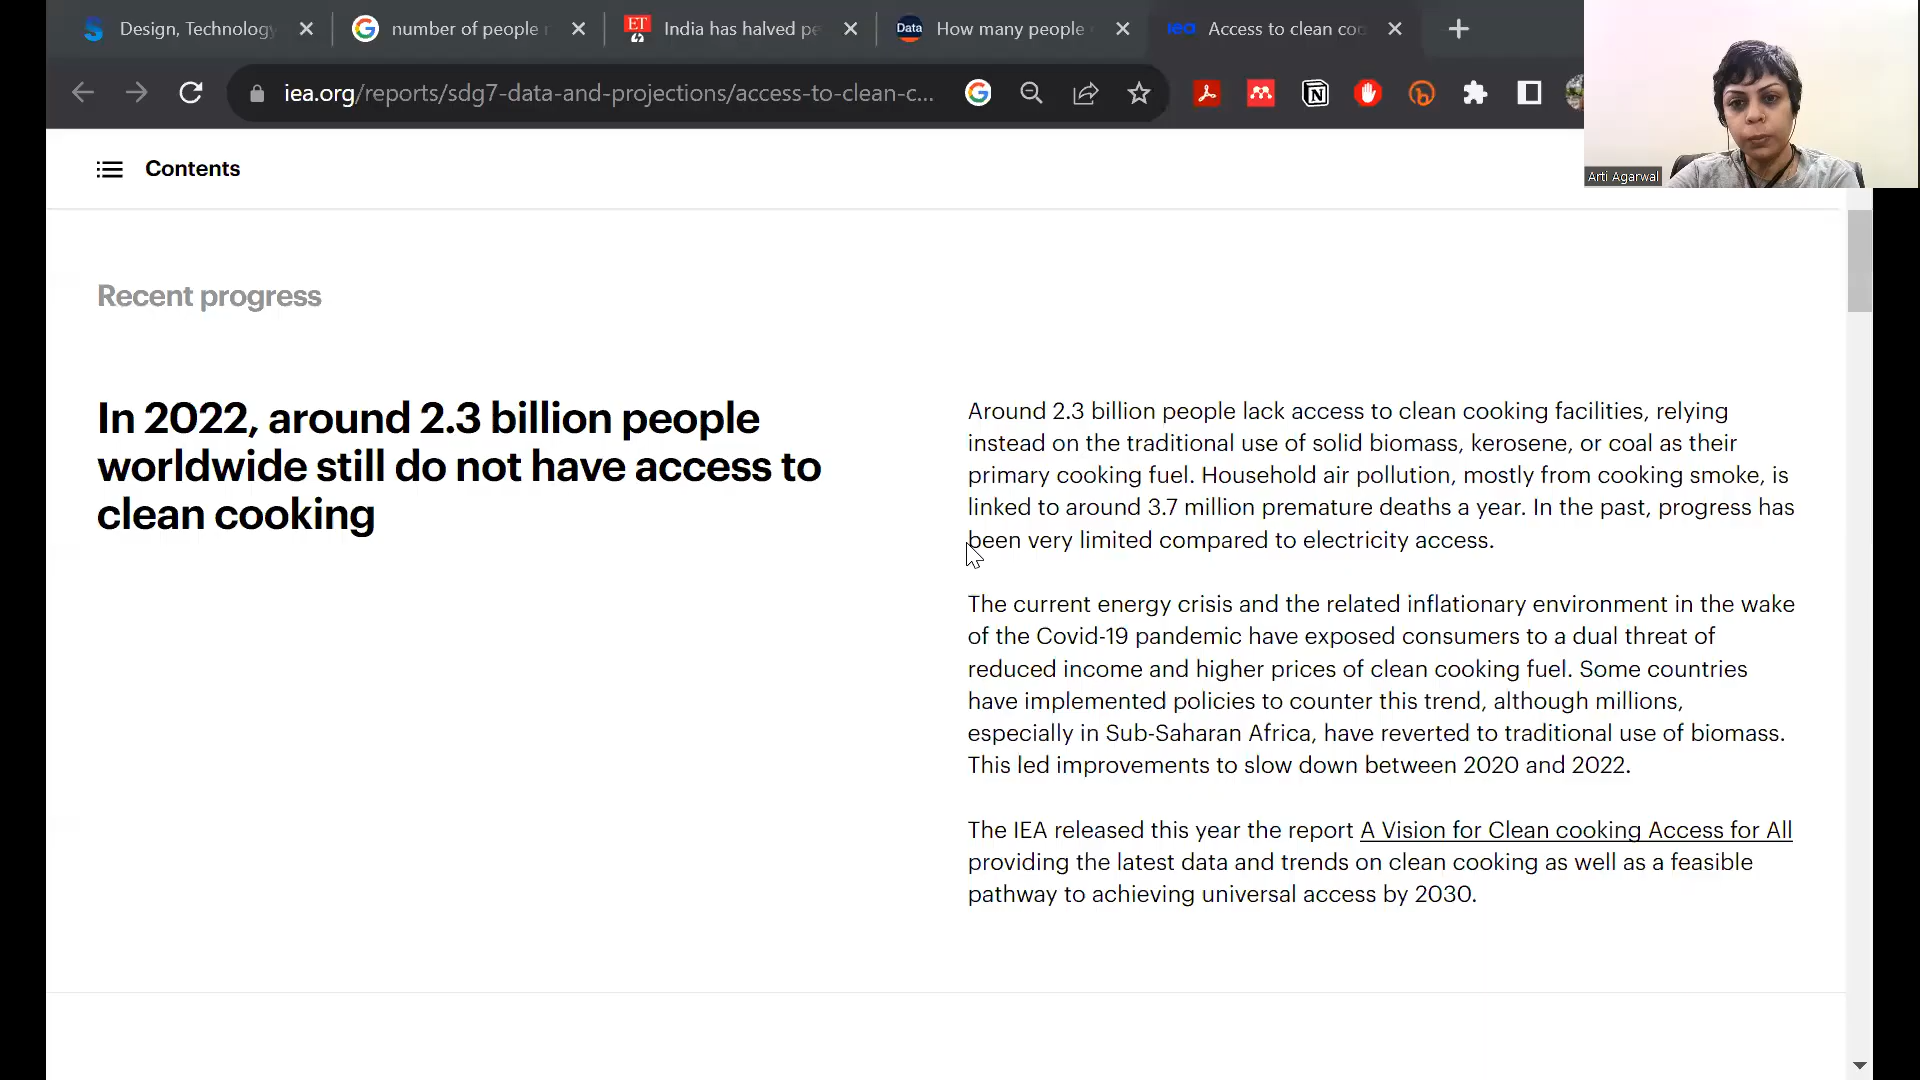 Design, Technology
number of people
ET
India has halved pe
Data
How many people
iea
Access to clean coo
iea.org/reports/sdg7-data-and-projections/access-to-clean-c...
Arti Agarwal
Contents
Recent progress
In 2022, around 2.3 billion people
worldwide still do not have access to
clean cooking
Around 2.3 billion people lack access to clean cooking facilities, relying
instead on the traditional use of solid biomass, kerosene, or coal as their
primary cooking fuel. Household air pollution, mostly from cooking smoke, is
linked to around 3.7 million premature deaths a year. In the past, progress has
been very limited compared to electricity access.
The current energy crisis and the related inflationary environment in the wake
of the Covid-19 pandemic have exposed consumers to a dual threat of
reduced income and higher prices of clean cooking fuel. Some countries
have implemented policies to counter this trend, although millions,
especially in Sub-Saharan Africa, have reverted to traditional use of biomass.
This led improvements to slow down between 2020 and 2022.
The IEA released this year the report A Vision for Clean cooking Access for All
providing the latest data and trends on clean cooking as well as a feasible
pathway to achieving universal access by 2030.